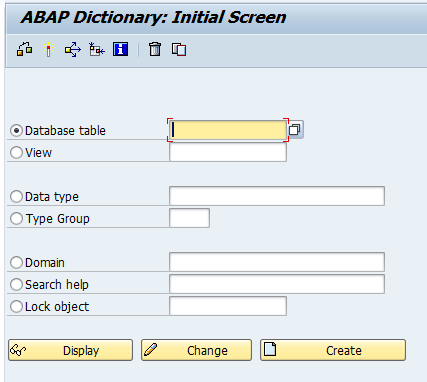 ABAP Dictionary: Initial Screen
Database table
View
Data type
Type Group
Domain
Search help
Lock object
Display Change Create